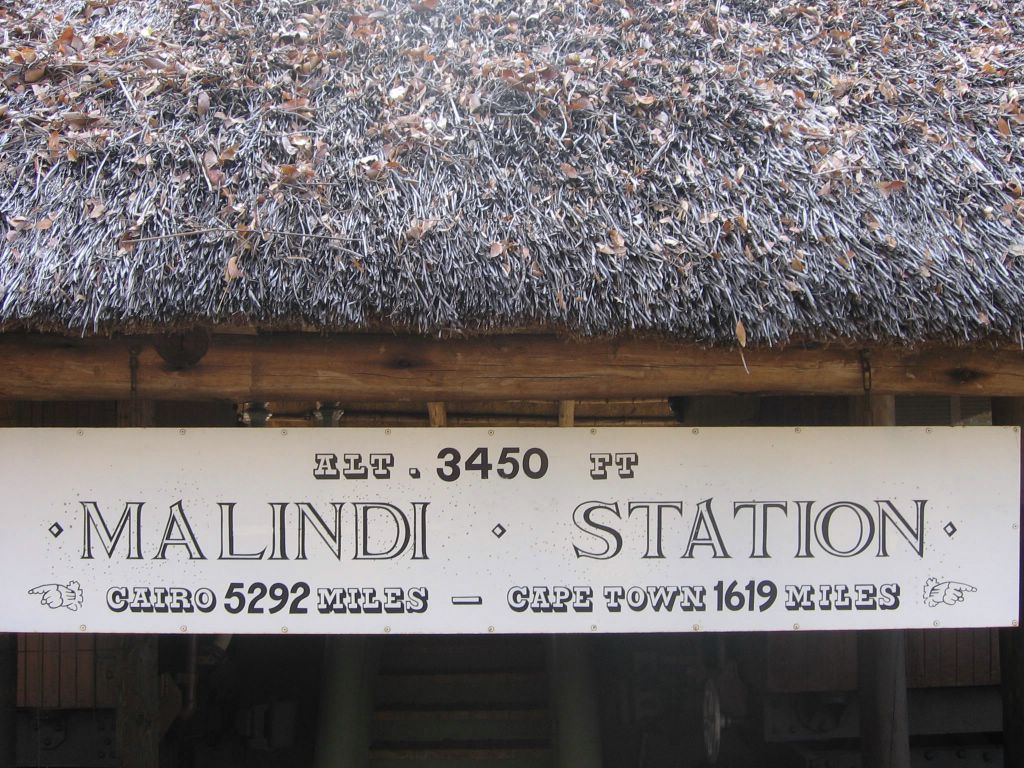 ALT. 3450 FT
MALINDI · STATION
CAIRO 5292 MILES — CAPE TOWN 1619 MILES